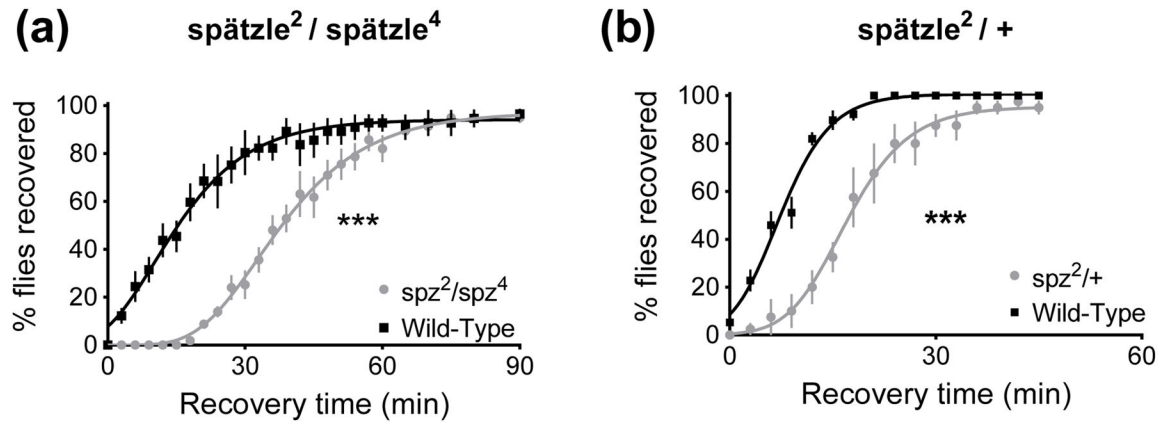 (a)
spätzle² / spätzle⁴
% flies recovered
100
80
60
40
20
0
***
spz²/spz⁴
Wild-Type
0 30 60 90
Recovery time (min)
(b)
spätzle² / +
% flies recovered
100
80
60
40
20
0
***
spz²/+
Wild-Type
0 30 60
Recovery time (min)